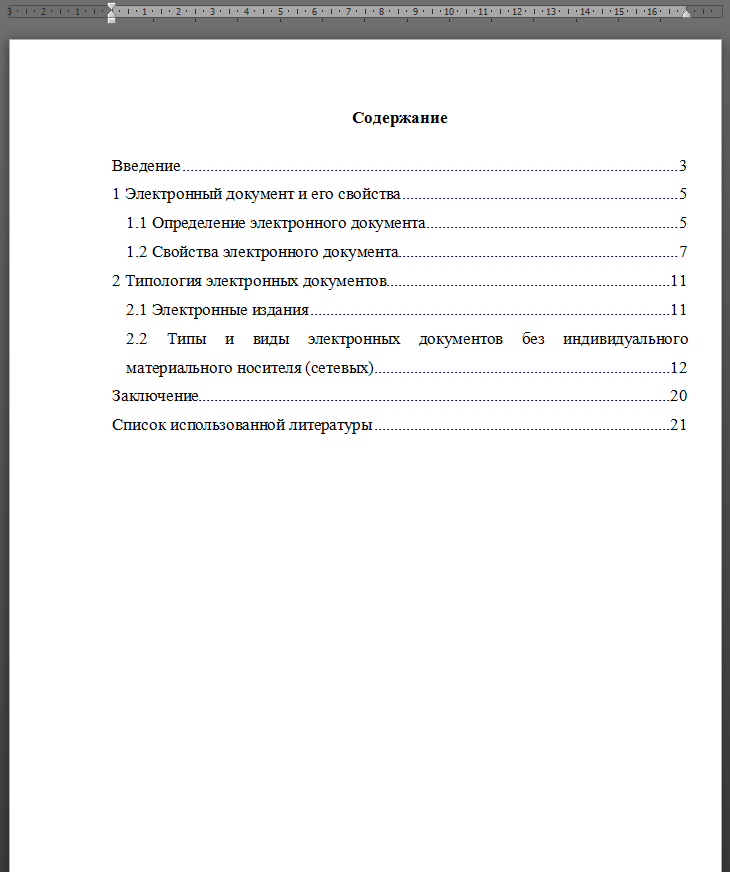 3 2 1 1 2 3 4 5 6 7 8 9 10 11 12 13 14 15 16
Содержание
Введение....................3
1 Электронный документ и его свойства....................5
1.1 Определение электронного документа....................5
1.2 Свойства электронного документа....................7
2 Типология электронных документов....................11
2.1 Электронные издания....................11
2.2 Типы и виды электронных документов без индивидуального
материального носителя (сетевых)....................12
Заключение....................20
Список использованной литературы....................21